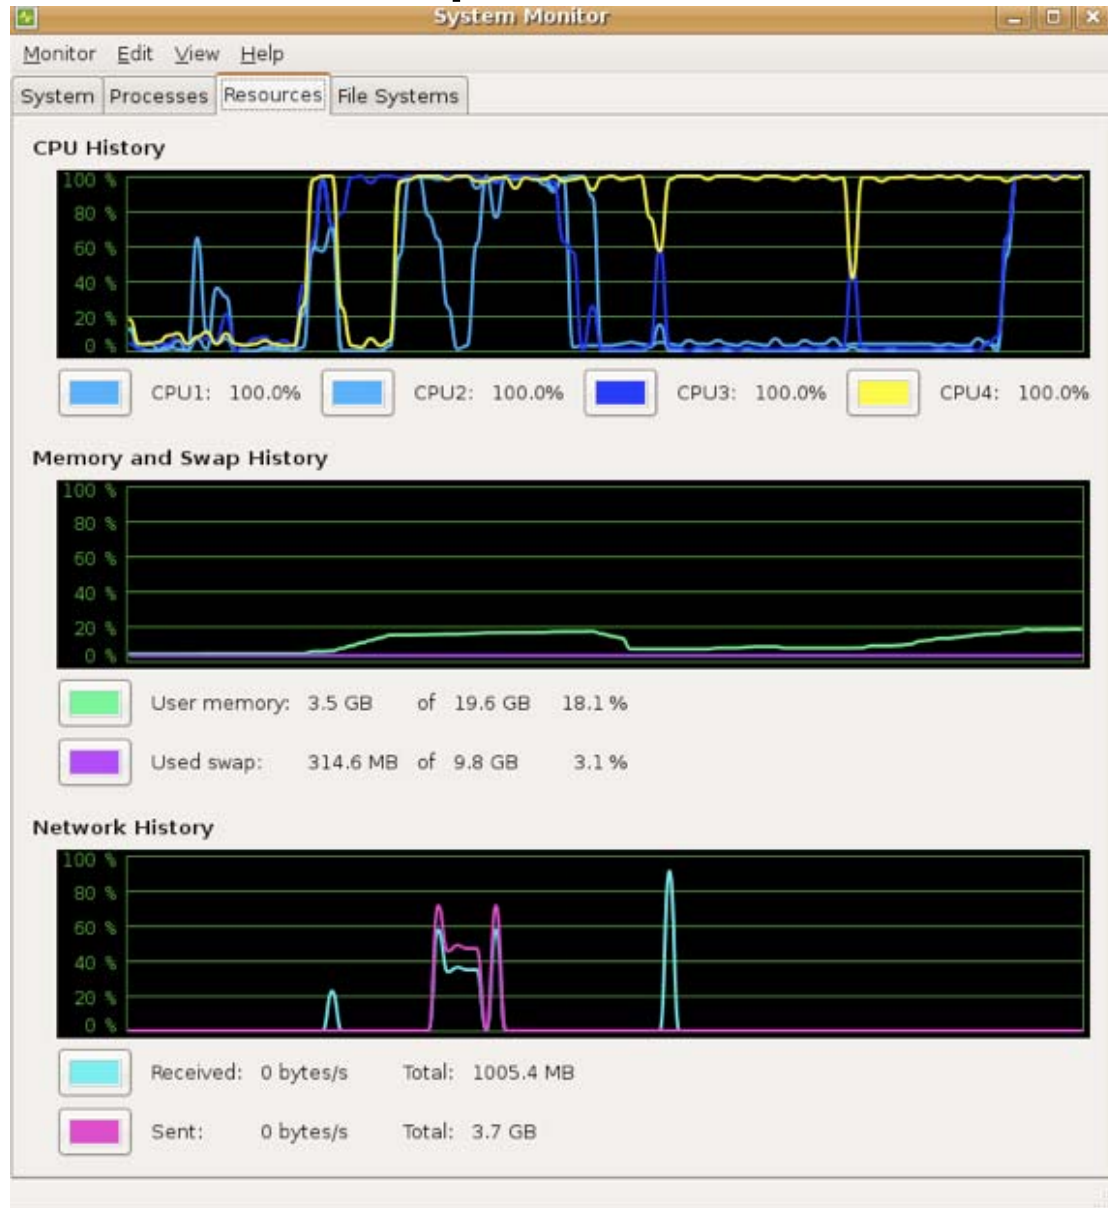 System Monitor
Monitor Edit View Help
System Processes Resources File Systems
CPU History
100 %
80 %
60 %
40 %
20 %
0 %
CPU1: 100.0% CPU2: 100.0% CPU3: 100.0% CPU4: 100.0%
Memory and Swap History
100 %
80 %
60 %
40 %
20 %
0 %
User memory: 3.5 GB of 19.6 GB 18.1 %
Used swap: 314.6 MB of 9.8 GB 3.1 %
Network History
100 %
80 %
60 %
40 %
20 %
0 %
Received: 0 bytes/s Total: 1005.4 MB
Sent: 0 bytes/s Total: 3.7 GB